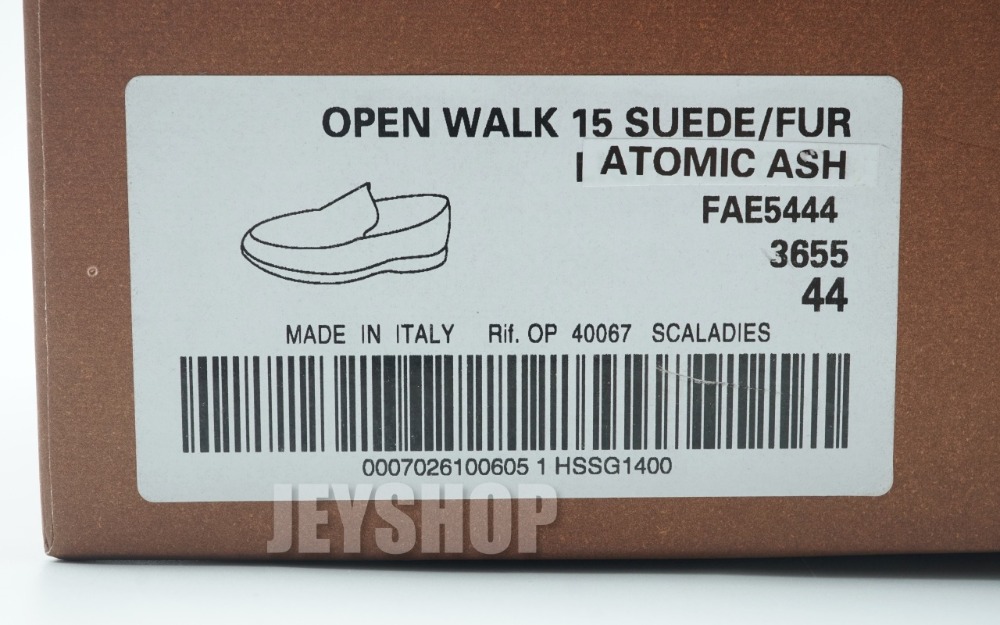 OPEN WALK 15 SUEDE/FUR
ATOMIC ASH
FAE5444
3655
44
MADE IN ITALY Rif. OP 40067 SCALADIES
0007026100605 1 HSSG1400
JEYSHOP